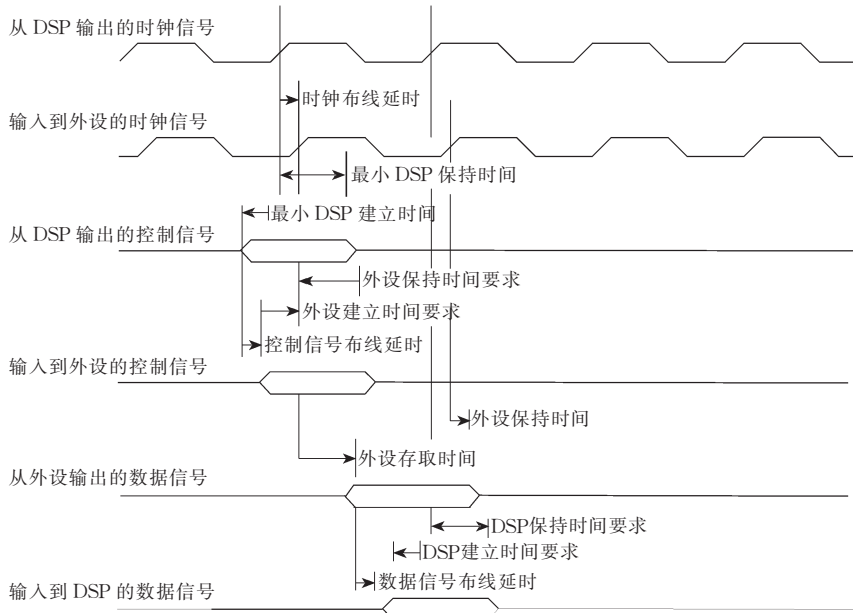 从 DSP 输出的时钟信号
时钟布线延时
输入到外设的时钟信号
最小 DSP 保持时间
最小 DSP 建立时间
从 DSP 输出的控制信号
外设保持时间要求
外设建立时间要求
控制信号布线延时
输入到外设的控制信号
外设保持时间
外设存取时间
从外设输出的数据信号
DSP保持时间要求
DSP建立时间要求
数据信号布线延时
输入到 DSP 的数据信号